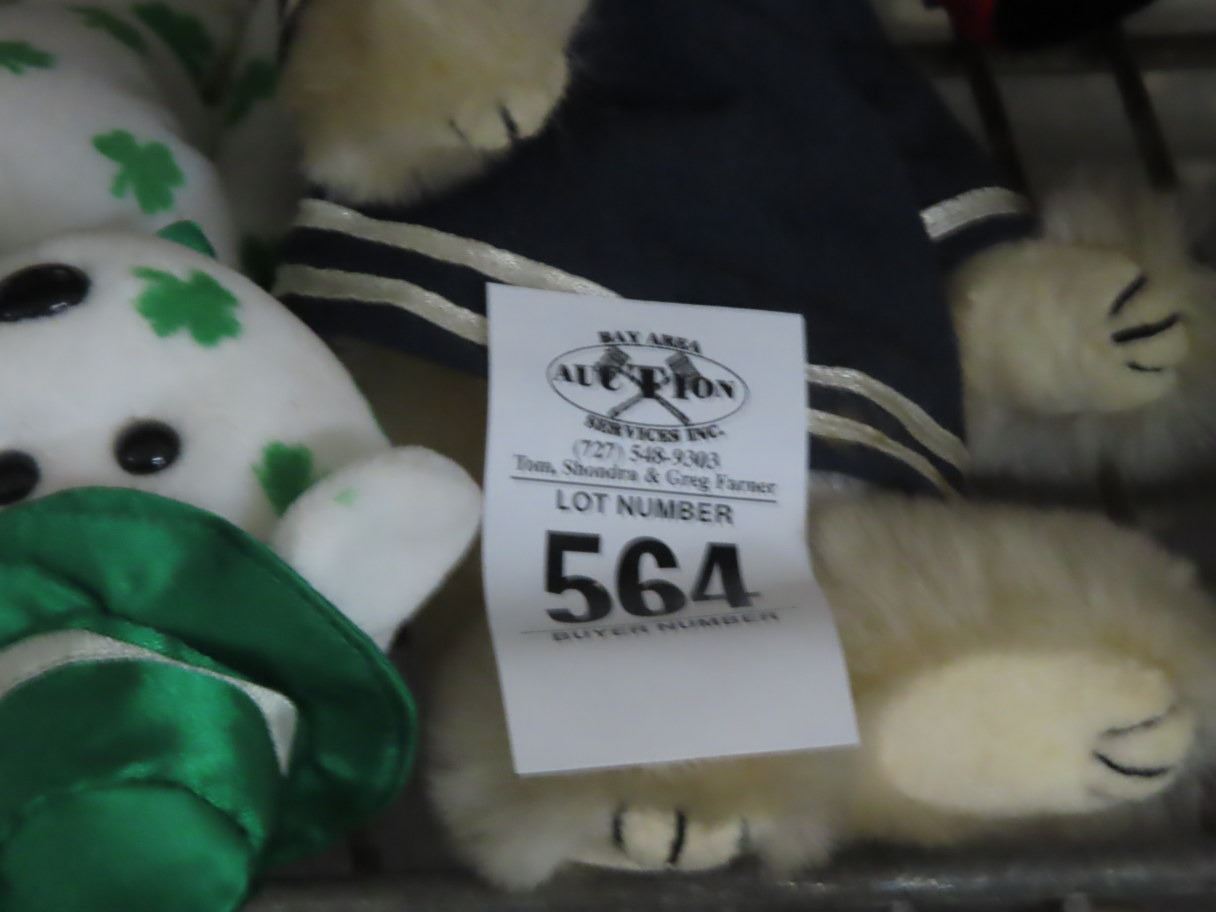 BAY AREA
AUCTION
SERVICES INC.
(727) 548-9303
Tom, Shondra & Greg Farner
LOT NUMBER
564
BUYER NUMBER